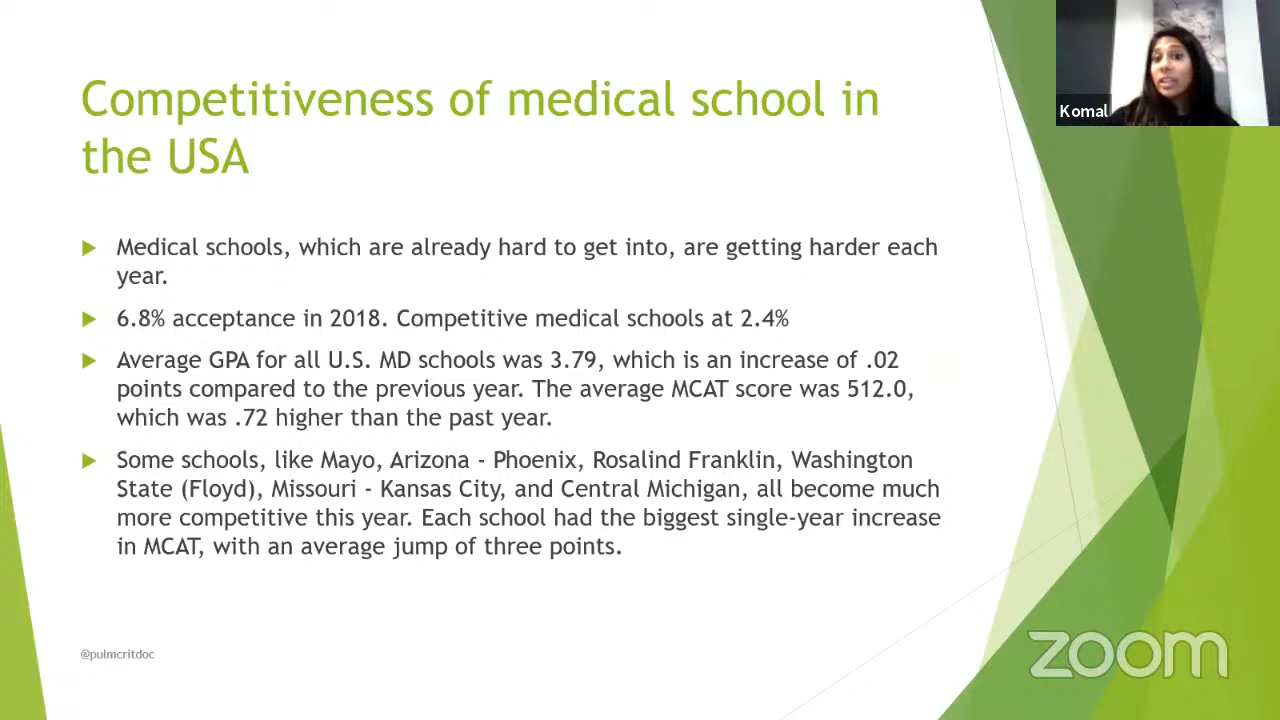 Competitiveness of medical school in
the USA
Medical schools, which are already hard to get into, are getting harder each
year.
6.8% acceptance in 2018. Competitive medical schools at 2.4%
Average GPA for all U.S. MD schools was 3.79, which is an increase of .02
points compared to the previous year. The average MCAT score was 512.0,
which was .72 higher than the past year.
Some schools, like Mayo, Arizona - Phoenix, Rosalind Franklin, Washington
State (Floyd), Missouri - Kansas City, and Central Michigan, all become much
more competitive this year. Each school had the biggest single-year increase
in MCAT, with an average jump of three points.
@pulmcritdoc
Komal
zoom